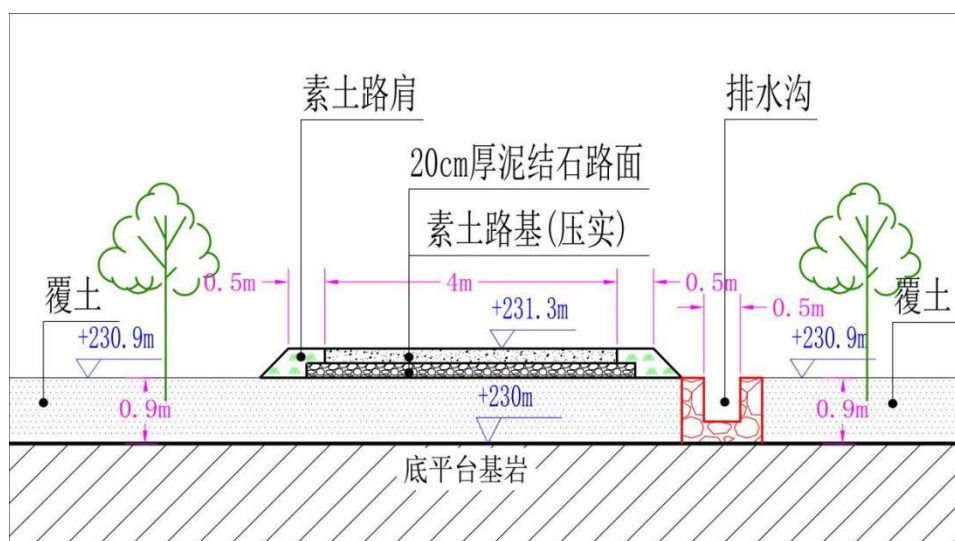 素土路肩
排水沟
20cm厚泥结石路面
素土路基(压实)
0.5m
4m
0.5m
0.5m
覆土
覆土
+230.9m
+231.3m
+230.9m
0.9m
+230m
0.9m
底平台基岩